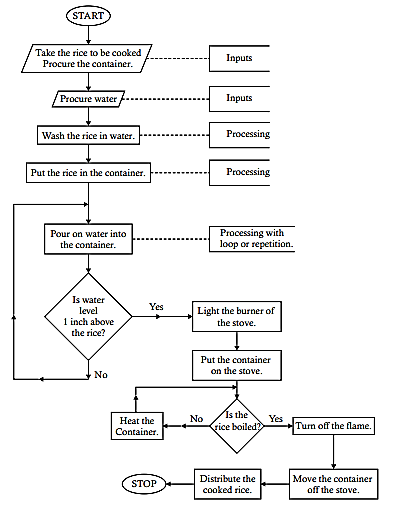 START
Take the rice to be cooked
Procure the container.
Inputs
Procure water
Inputs
Wash the rice in water.
Processing
Put the rice in the container.
Processing
Pour on water into
the container.
Processing with
loop or repetition.
Is water
level
1 inch above
the rice?
Yes
No
Light the burner of
the stove.
Put the container
on the stove.
Is the
rice boiled?
No
Heat the
Container.
Yes
Turn off the flame.
Move the container
off the stove.
Distribute the
cooked rice.
STOP